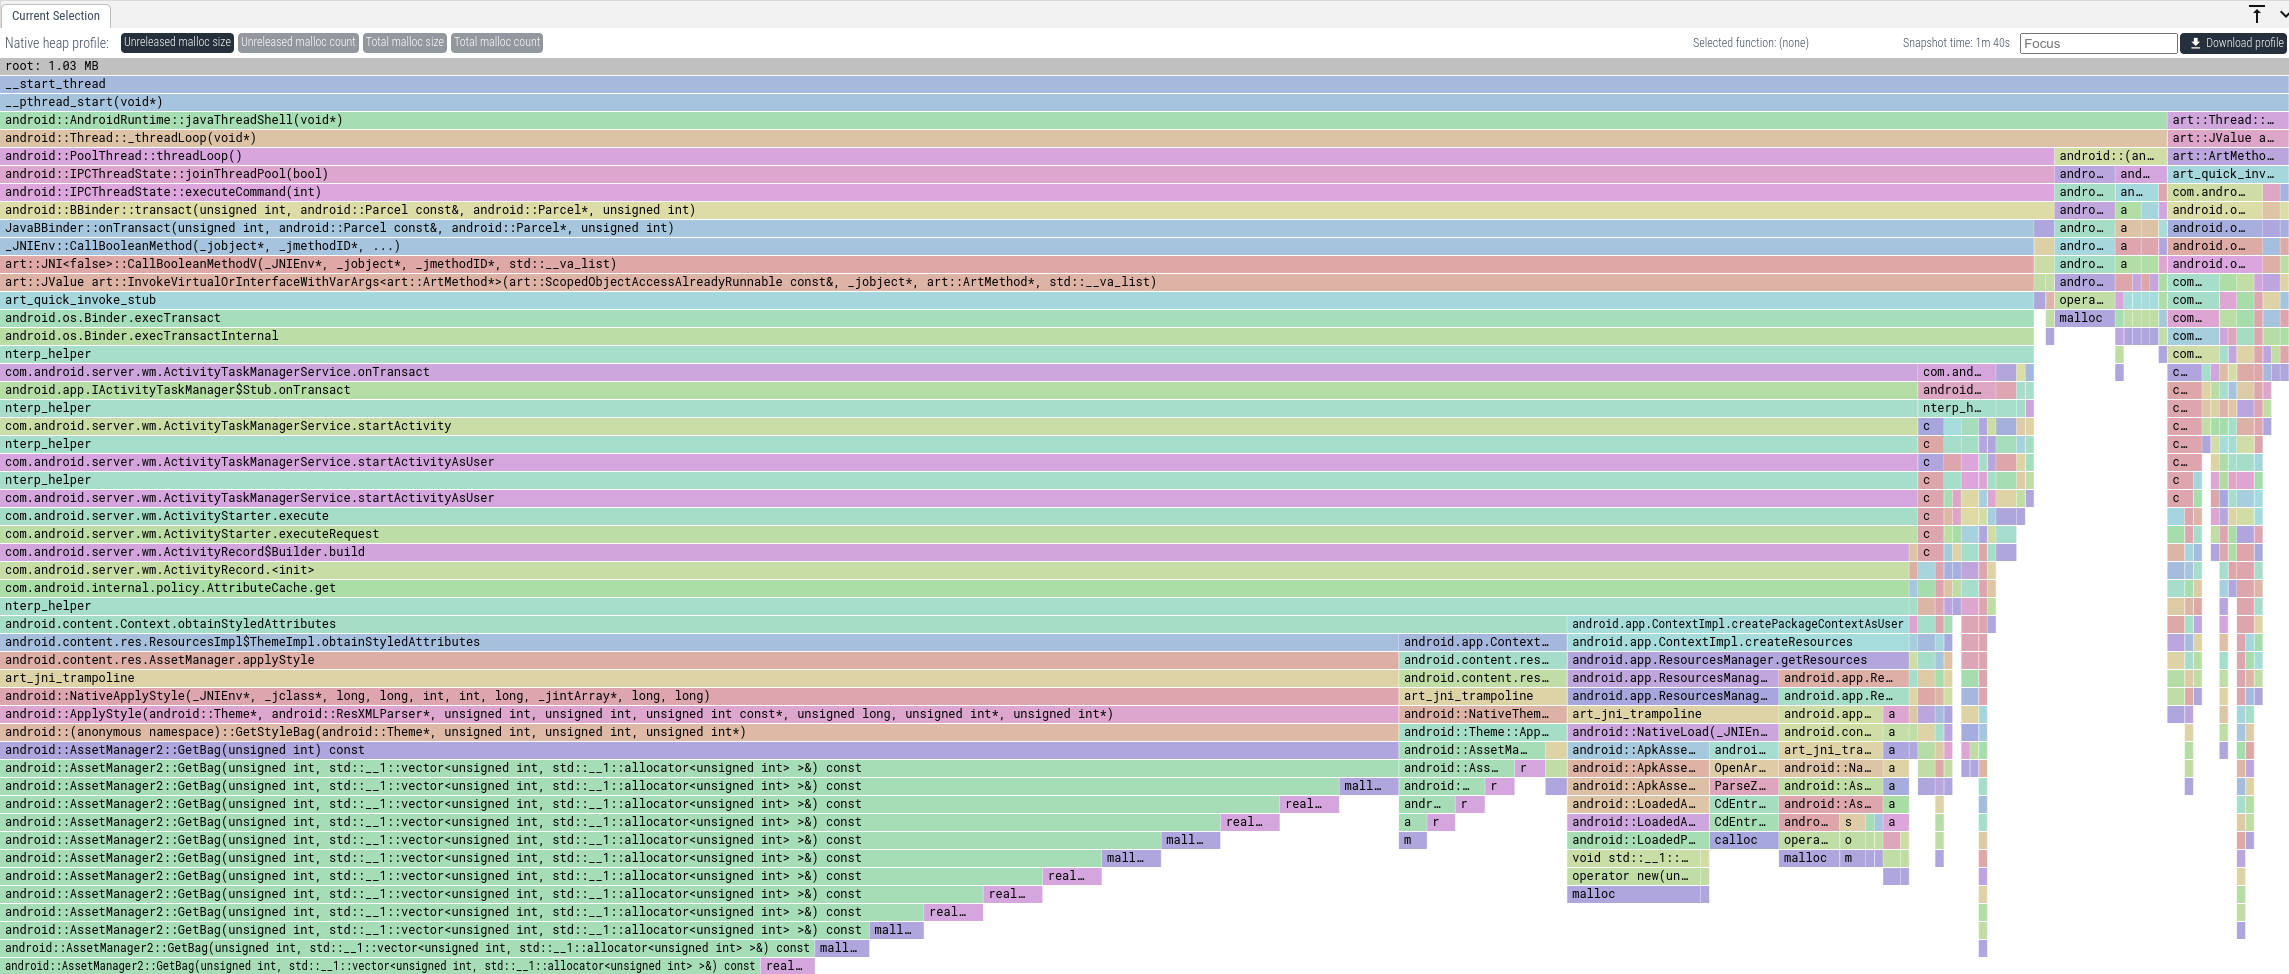 Current Selection
Native heap profile: Unreleased malloc size Unreleased malloc count Total malloc size Total malloc count Selected function: (none) Snapshot time: 1m 40s Focus Download profile
root: 1.03 MB
__start_thread
__pthread_start(void*)
android::AndroidRuntime::javaThreadShell(void*) art::Thread::…
android::Thread::_threadLoop(void*) art::JValue a…
android::PoolThread::threadLoop() android::(an… art::ArtMetho…
android::IPCThreadState::joinThreadPool(bool) andro… and… art_quick_inv…
android::IPCThreadState::executeCommand(int) andro… an… com.andro…
android::BBinder::transact(unsigned int, android::Parcel const&, android::Parcel*, unsigned int) andro… a android.o…
JavaBBinder::onTransact(unsigned int, android::Parcel const&, android::Parcel*, unsigned int) andro… a android.o…
_JNIEnv::CallBooleanMethod(_jobject*, _jmethodID*, ...) andro… a android.o…
art::JNI<false>::CallBooleanMethodV(_JNIEnv*, _jobject*, _jmethodID*, std::__va_list) andro… a android.o…
art::JValue art::InvokeVirtualOrInterfaceWithVarArgs<art::ArtMethod*>(art::ScopedObjectAccessAlreadyRunnable const&, _jobject*, art::ArtMethod*, std::__va_list) andro… com…
art_quick_invoke_stub opera… com…
android.os.Binder.execTransact malloc com…
android.os.Binder.execTransactInternal com…
nterp_helper com…
com.android.server.wm.ActivityTaskManagerService.onTransact com.and… c…
android.app.IActivityTaskManager$Stub.onTransact android… c…
nterp_helper nterp_h… c…
com.android.server.wm.ActivityTaskManagerService.startActivity c c…
nterp_helper c c…
com.android.server.wm.ActivityTaskManagerService.startActivityAsUser c c…
nterp_helper c c
com.android.server.wm.ActivityTaskManagerService.startActivityAsUser c c
com.android.server.wm.ActivityStarter.execute c
com.android.server.wm.ActivityStarter.executeRequest c
com.android.server.wm.ActivityRecord$Builder.build c
com.android.server.wm.ActivityRecord.<init>
com.android.internal.policy.AttributeCache.get
nterp_helper
android.content.Context.obtainStyledAttributes android.app.ContextImpl.createPackageContextAsUser
android.content.res.ResourcesImpl$ThemeImpl.obtainStyledAttributes android.app.Context… android.app.ContextImpl.createResources
android.content.res.AssetManager.applyStyle android.content.res… android.app.ResourcesManager.getResources
art_jni_trampoline android.content.res… android.app.ResourcesManag… android.app.Re…
android::NativeApplyStyle(_JNIEnv*, _jclass*, long, long, int, int, long, _jintArray*, long, long) art_jni_trampoline android.app.ResourcesManag… android.app.Re…
android::ApplyStyle(android::Theme*, android::ResXMLParser*, unsigned int, unsigned int, unsigned int const*, unsigned long, unsigned int*, unsigned int*) android::NativeThem… art_jni_trampoline android.app… a
android::(anonymous namespace)::GetStyleBag(android::Theme*, unsigned int, unsigned int, unsigned int*) android::Theme::App… android::NativeLoad(_JNIEn… android.con… a
android::AssetManager2::GetBag(unsigned int) const android::AssetMa… android::ApkAsse… androi… art_jni_tra… a
android::AssetManager2::GetBag(unsigned int, std::__1::vector<unsigned int, std::__1::allocator<unsigned int> >&) const android::Ass… r android::ApkAsse… OpenAr… android::Na… a
android::AssetManager2::GetBag(unsigned int, std::__1::vector<unsigned int, std::__1::allocator<unsigned int> >&) const mall… android:… r android::ApkAsse… ParseZ… android::As… a
android::AssetManager2::GetBag(unsigned int, std::__1::vector<unsigned int, std::__1::allocator<unsigned int> >&) const real… andr… r android::LoadedA… CdEntr… android::As… a
android::AssetManager2::GetBag(unsigned int, std::__1::vector<unsigned int, std::__1::allocator<unsigned int> >&) const real… a r android::LoadedA… CdEntr… andro… s a
android::AssetManager2::GetBag(unsigned int, std::__1::vector<unsigned int, std::__1::allocator<unsigned int> >&) const mall… m android::LoadedP… calloc opera… o
android::AssetManager2::GetBag(unsigned int, std::__1::vector<unsigned int, std::__1::allocator<unsigned int> >&) const mall… void std::__1::… malloc m
android::AssetManager2::GetBag(unsigned int, std::__1::vector<unsigned int, std::__1::allocator<unsigned int> >&) const real… operator new(un…
android::AssetManager2::GetBag(unsigned int, std::__1::vector<unsigned int, std::__1::allocator<unsigned int> >&) const real… malloc
android::AssetManager2::GetBag(unsigned int, std::__1::vector<unsigned int, std::__1::allocator<unsigned int> >&) const real…
android::AssetManager2::GetBag(unsigned int, std::__1::vector<unsigned int, std::__1::allocator<unsigned int> >&) const mall…
android::AssetManager2::GetBag(unsigned int, std::__1::vector<unsigned int, std::__1::allocator<unsigned int> >&) const mall…
android::AssetManager2::GetBag(unsigned int, std::__1::vector<unsigned int, std::__1::allocator<unsigned int> >&) const real…